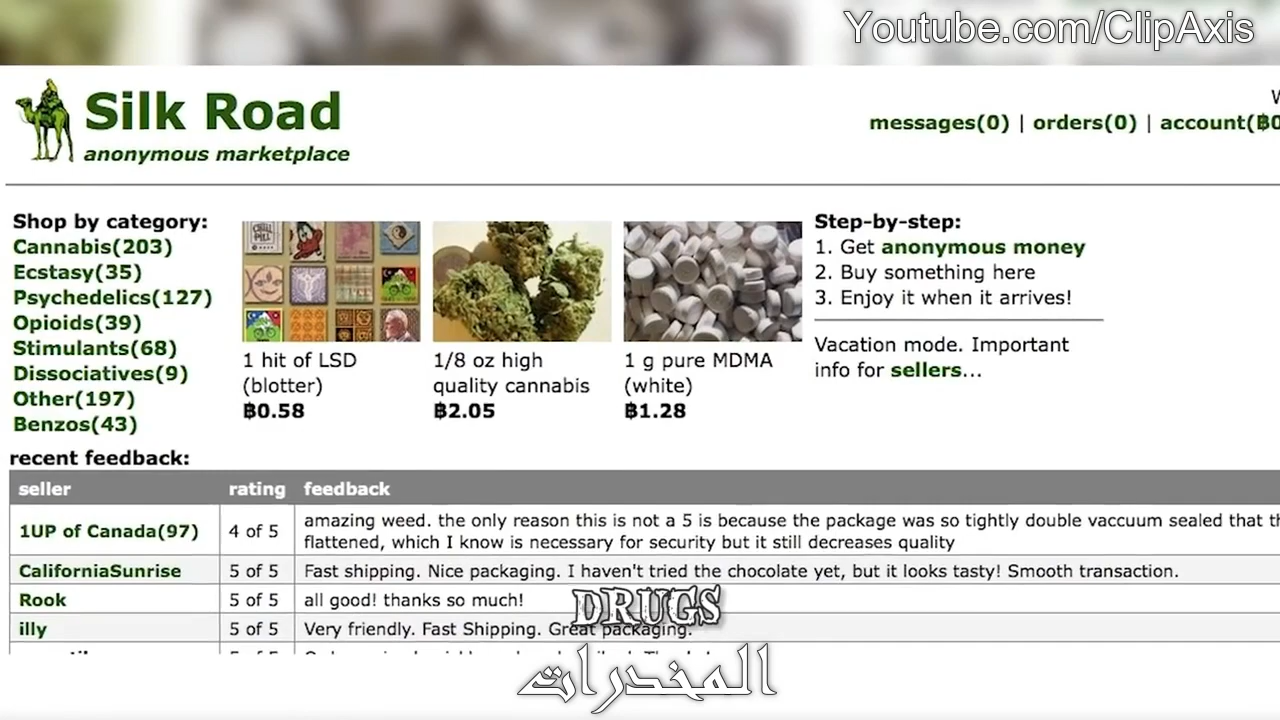 Youtube.com/ClipAxis
Silk Road
anonymous marketplace
messages(0) | orders(0) | account(฿0
Shop by category:
Cannabis(203)
Ecstasy(35)
Psychedelics(127)
Opioids(39)
Stimulants(68)
Dissociatives(9)
Other(197)
Benzos(43)
1 hit of LSD
(blotter)
฿0.58
1/8 oz high
quality cannabis
฿2.05
1 g pure MDMA
(white)
฿1.28
Step-by-step:
1. Get anonymous money
2. Buy something here
3. Enjoy it when it arrives!
Vacation mode. Important
info for sellers...
recent feedback:
seller rating feedback
1UP of Canada(97) 4 of 5 amazing weed. the only reason this is not a 5 is because the package was so tightly double vaccuum sealed that
flattened, which I know is necessary for security but it still decreases quality
CaliforniaSunrise 5 of 5 Fast shipping. Nice packaging. I haven't tried the chocolate yet, but it looks tasty! Smooth transaction.
Rook 5 of 5 all good! thanks so much!
illy 5 of 5 Very friendly. Fast Shipping. Great packaging.
DRUGS
المخدرات